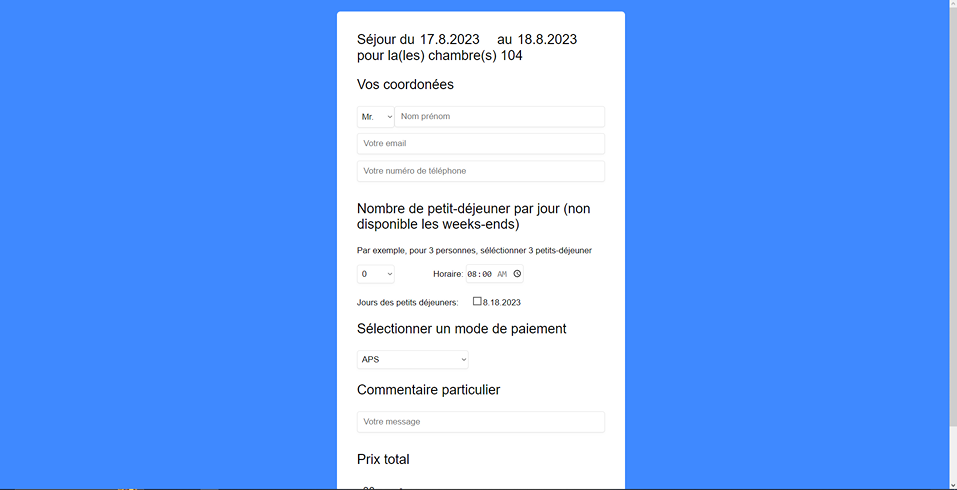 Séjour du 17.8.2023 au 18.8.2023
pour la(les) chambre(s) 104
Vos coordonées
Mr. Nom prénom
Votre email
Votre numéro de téléphone
Nombre de petit-déjeuner par jour (non
disponible les weeks-ends)
Par exemple, pour 3 personnes, séléctionner 3 petits-déjeuner
0 Horaire: 08:00 AM
Jours des petits déjeuners: 8.18.2023
Sélectionner un mode de paiement
APS
Commentaire particulier
Votre message
Prix total